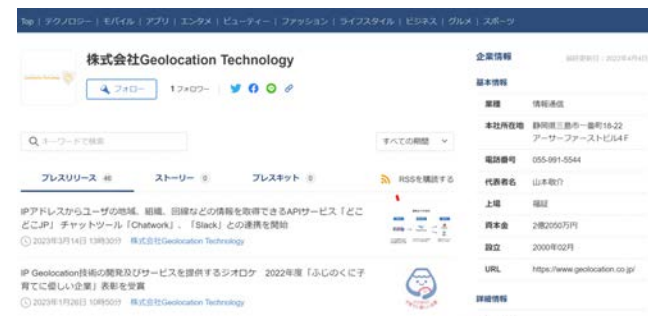 Top | テクノロジー | モバイル | アプリ | エンタメ | ビューティー | ファッション | ライフスタイル | ビジネス | グルメ | スポーツ
株式会社Geolocation Technology
フォロー 1フォロワー
キーワードで検索
すべての期間
プレスリリース 46 ストーリー 0 プレスキット 0 RSSを購読する
IPアドレスからユーザの地域、組織、回線などの情報を取得できるAPIサービス「どこ
どこJP」 チャットツール「Chatwork」、「Slack」との連携を開始
2023年3月14日 13時30分 株式会社Geolocation Technology
IP Geolocation技術の開発及びサービスを提供するジオロケ 2022年度「ふじのくに子
育てに優しい企業」表彰を受賞
2023年1月26日 10時50分 株式会社Geolocation Technology
企業情報
基本情報
業種 情報通信
本社所在地 静岡県三島市一番町18-22
アーサーファーストビル4F
電話番号 055-991-5544
代表者名 山本敬介
上場 福証
資本金 2億2050万円
設立 2000年02月
URL https://www.geolocation.co.jp/
詳細情報